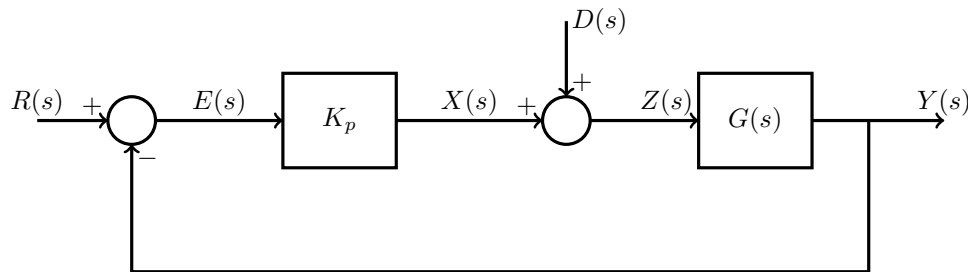 D(s)
R(s) + E(s) K_p X(s) + + Z(s) G(s) Y(s)
−